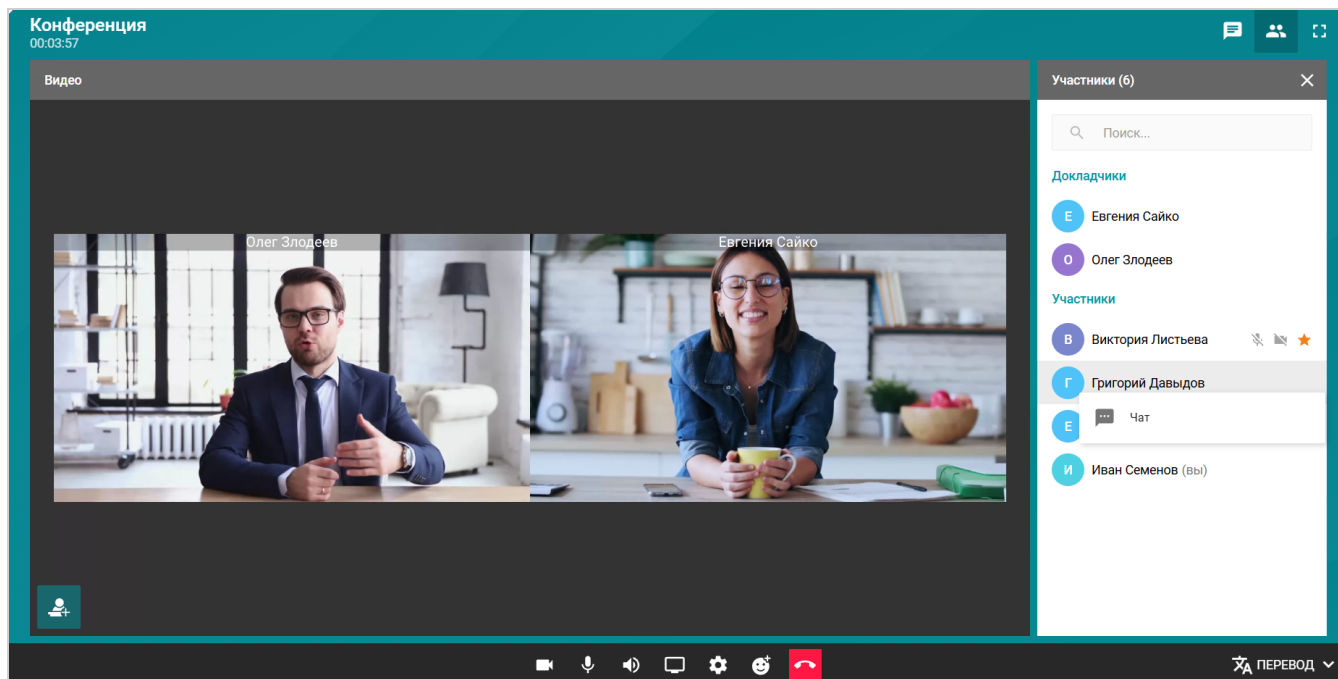 Конференция
00:03:57
Видео
Участники (6)
Поиск...
Докладчики
Е Евгения Сайко
О Олег Злодеев
Участники
В Виктория Листьева
Г Григорий Давыдов
Чат
Е
И Иван Семенов (вы)
Олег Злодеев
Евгения Сайко
ПЕРЕВОД